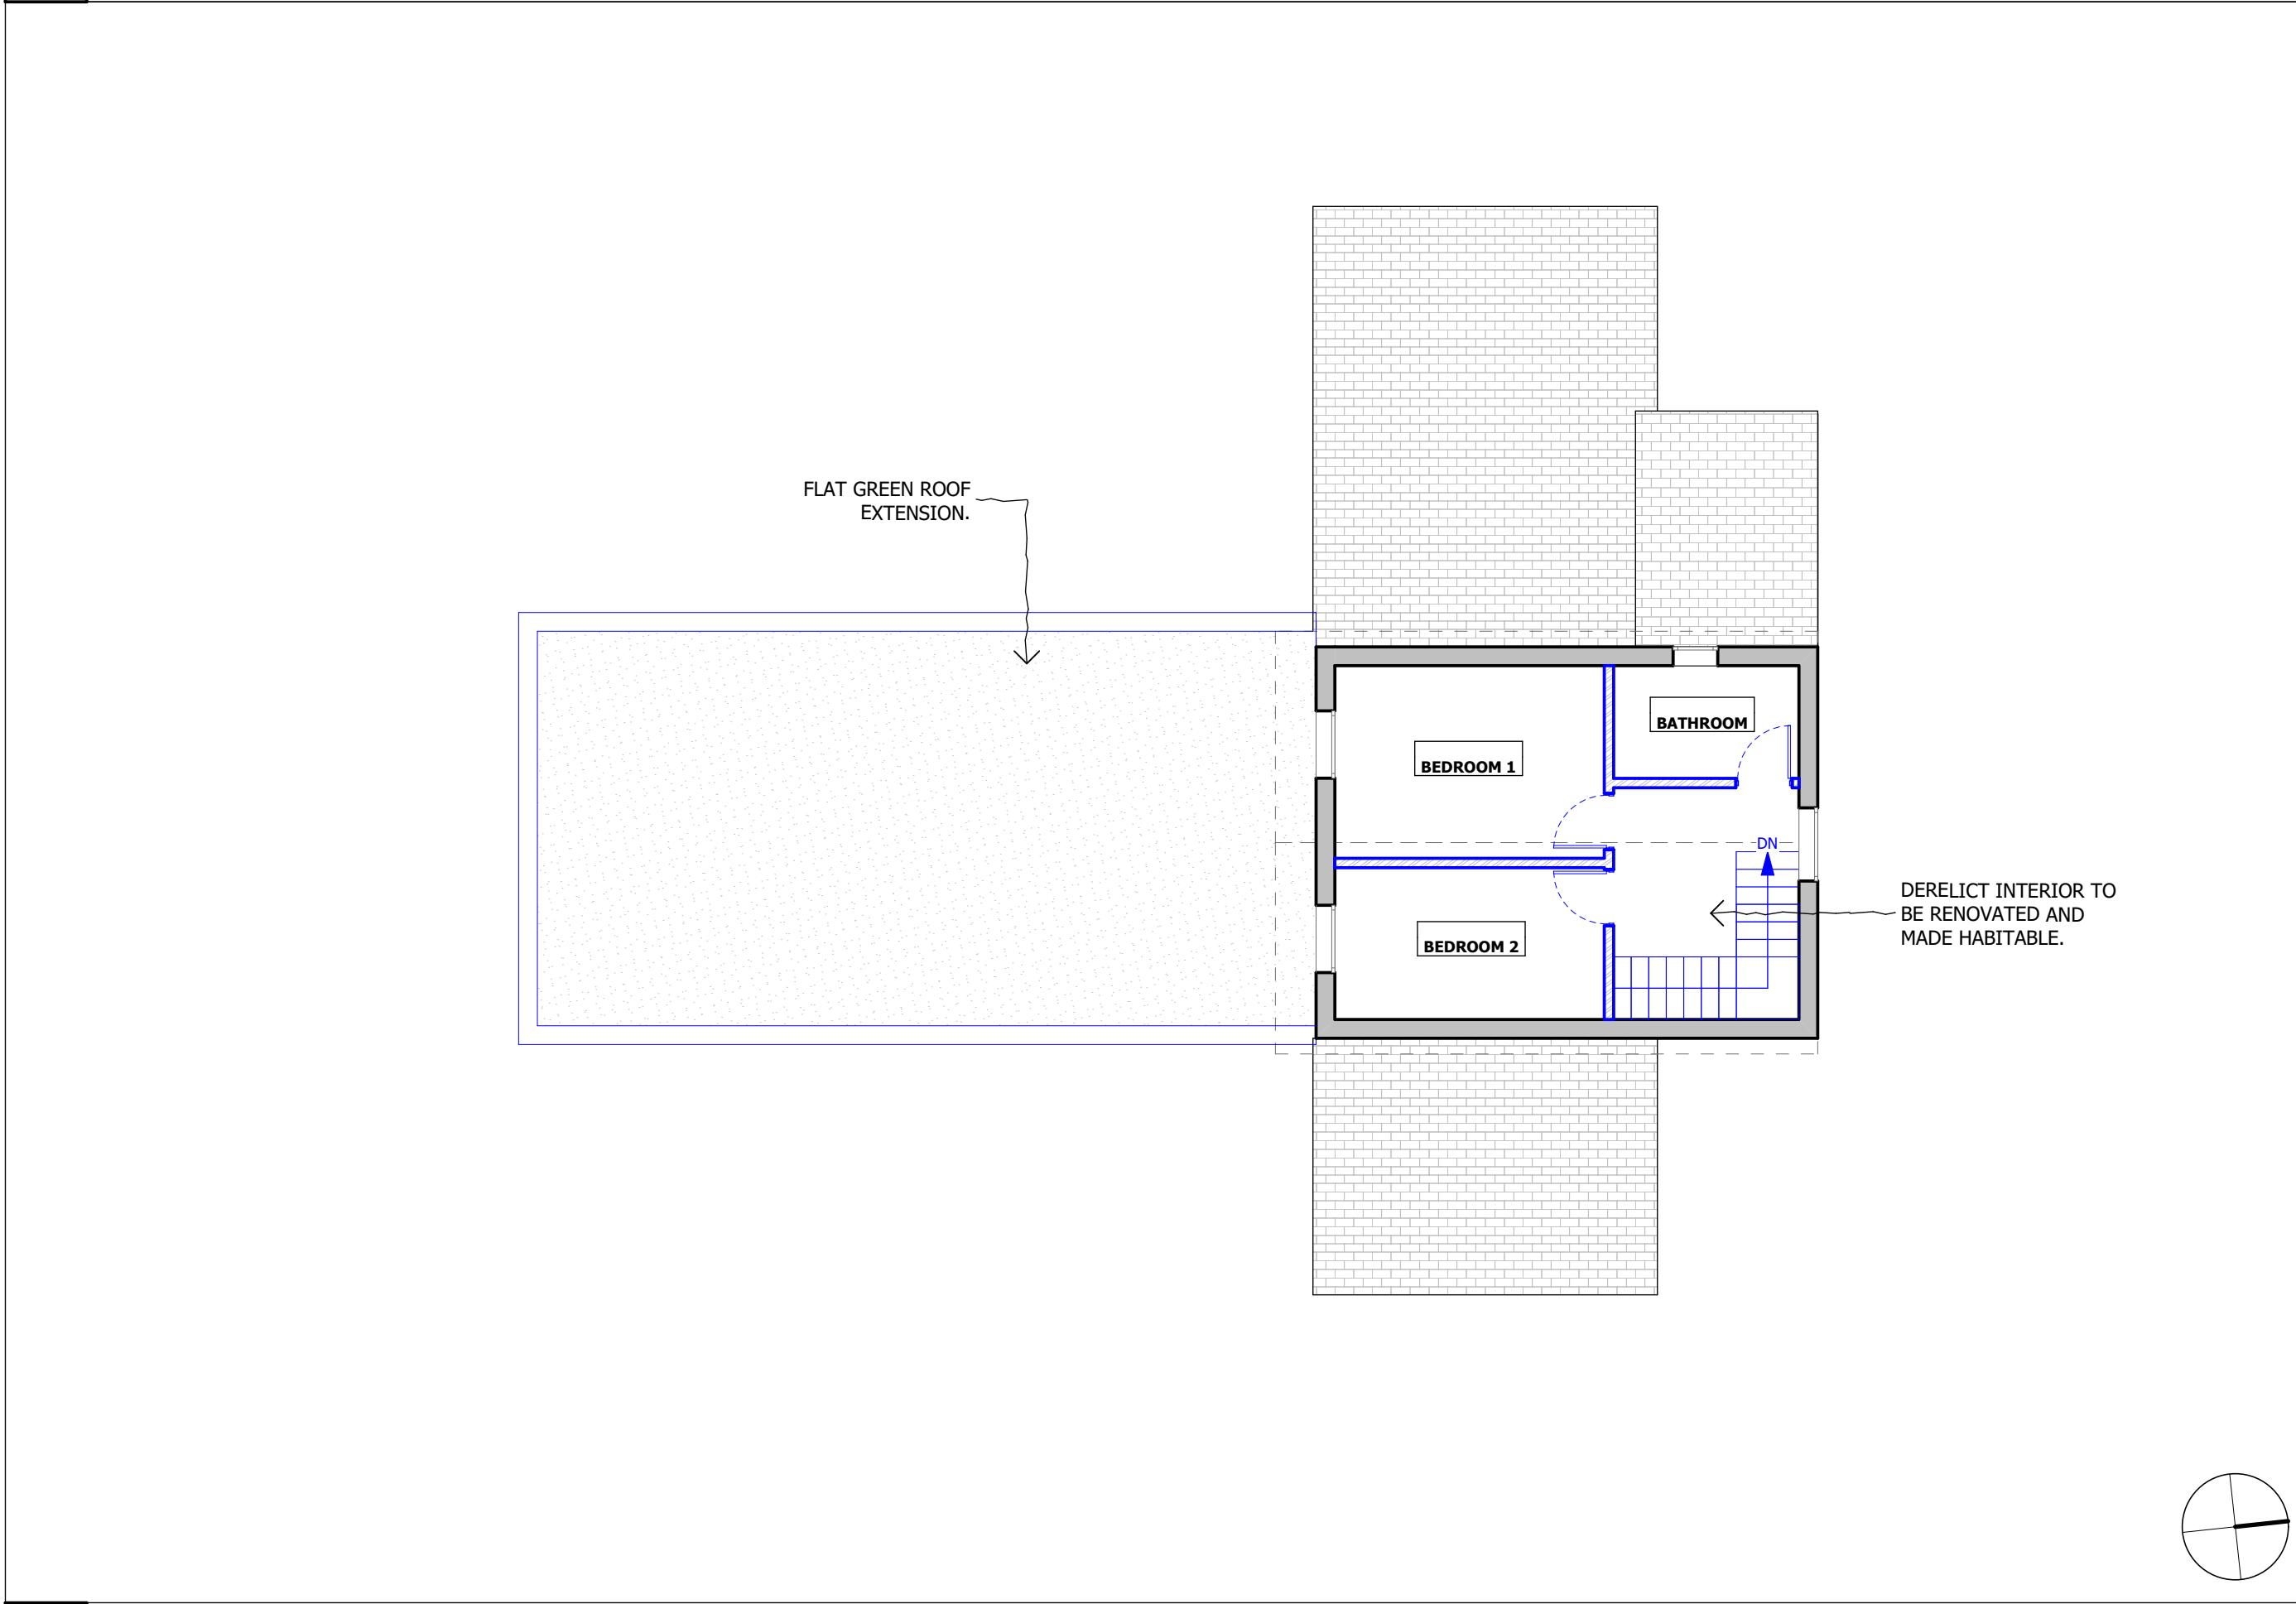 FLAT GREEN ROOF
EXTENSION.
BATHROOM
BEDROOM 1
DN
DERELICT INTERIOR TO
BE RENOVATED AND
MADE HABITABLE.
BEDROOM 2